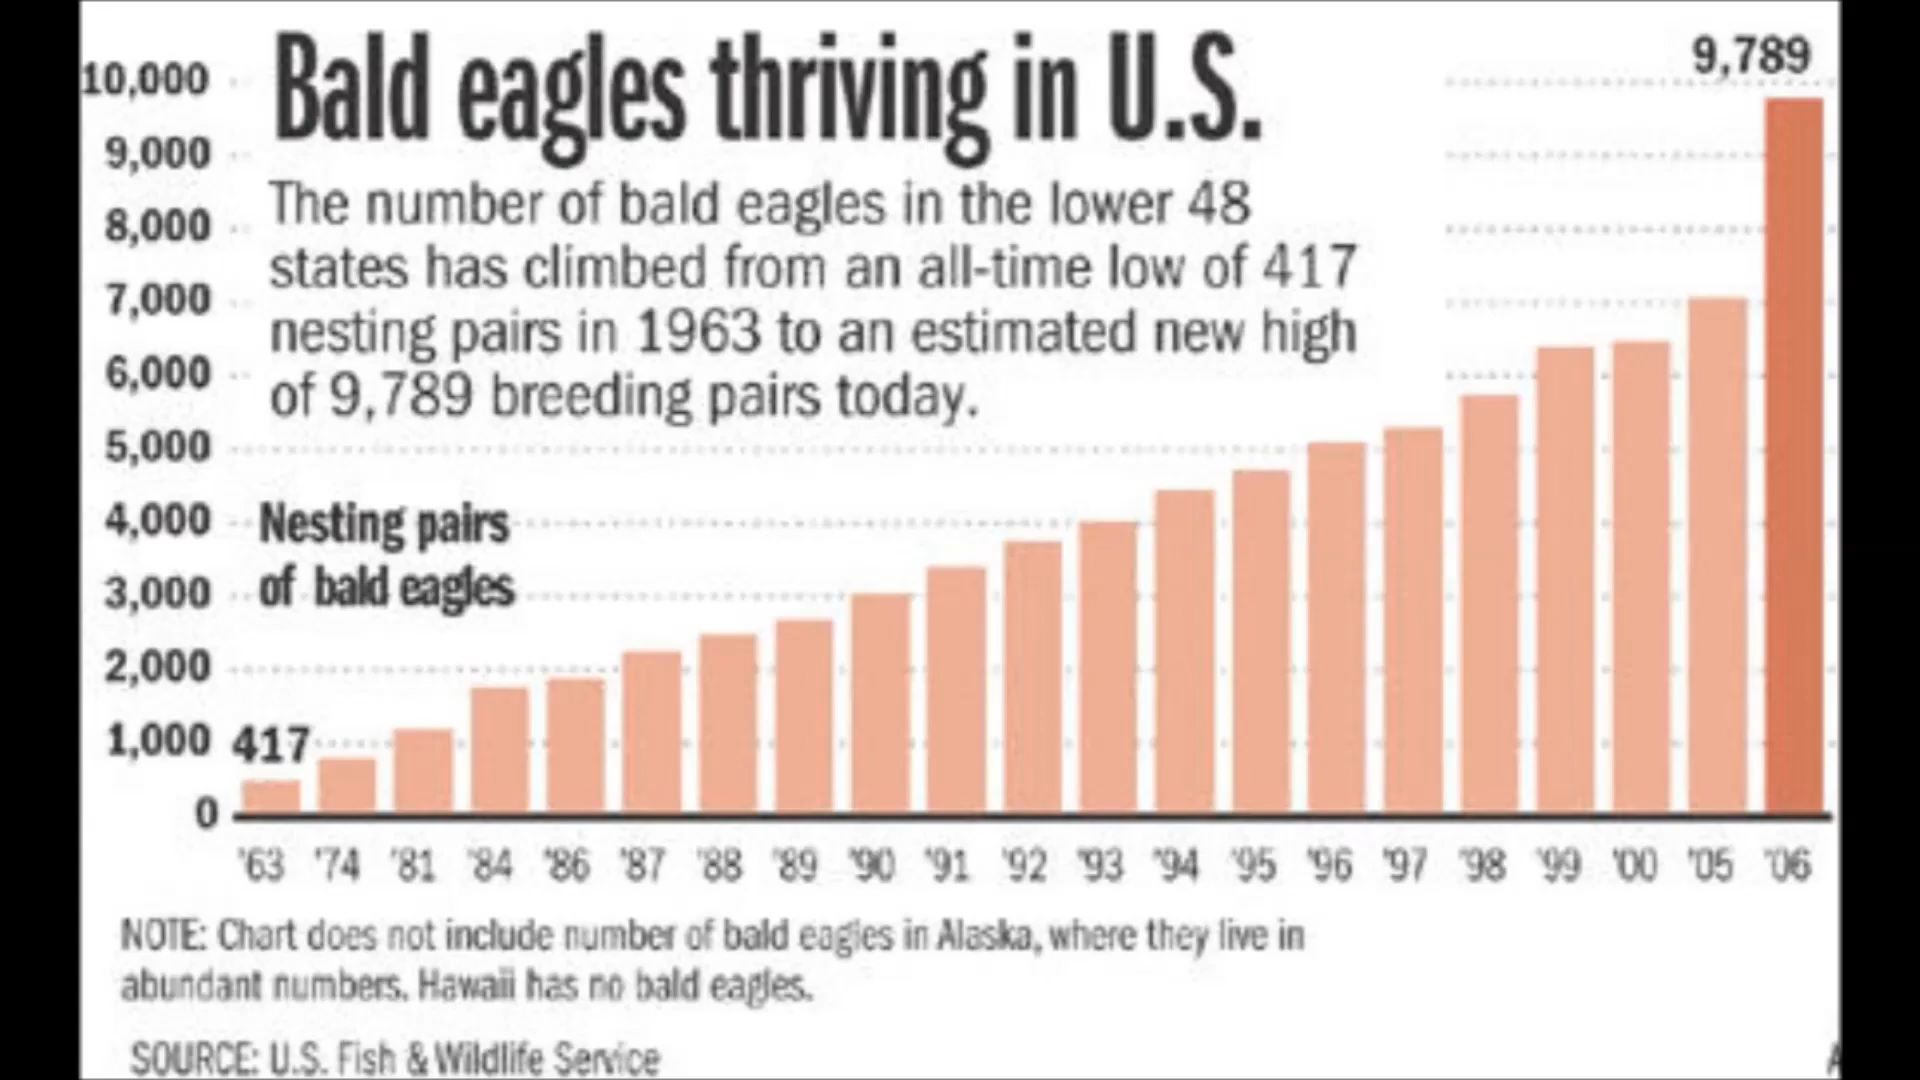 Bald eagles thriving in U.S.
The number of bald eagles in the lower 48
states has climbed from an all-time low of 417
nesting pairs in 1963 to an estimated new high
of 9,789 breeding pairs today.
9,789
10,000
9,000
8,000
7,000
6,000
5,000
4,000
3,000
2,000
1,000
0
Nesting pairs
of bald eagles
417
'63 '74 '81 '84 '86 '87 '88 '89 '90 '91 '92 '93 '94 '95 '96 '97 '98 '99 '00 '05 '06
NOTE: Chart does not include number of bald eagles in Alaska, where they live in
abundant numbers. Hawaii has no bald eagles.
SOURCE: U.S. Fish & Wildlife Service